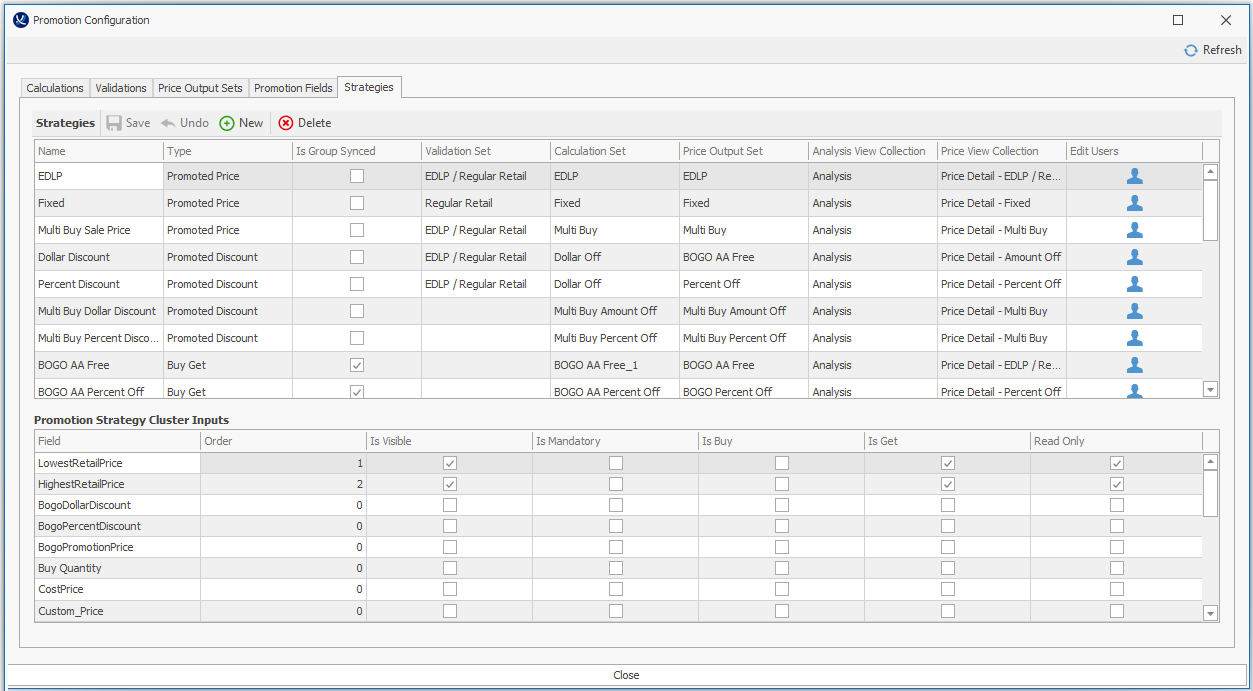 Promotion Configuration
Refresh
Calculations Validations Price Output Sets Promotion Fields Strategies
Strategies Save Undo New Delete
Name Type Is Group Synced Validation Set Calculation Set Price Output Set Analysis View Collection Price View Collection Edit Users
EDLP Promoted Price EDLP / Regular Retail EDLP EDLP Analysis Price Detail - EDLP / Re...
Fixed Promoted Price Regular Retail Fixed Fixed Analysis Price Detail - Fixed
Multi Buy Sale Price Promoted Price EDLP / Regular Retail Multi Buy Multi Buy Analysis Price Detail - Multi Buy
Dollar Discount Promoted Discount EDLP / Regular Retail Dollar Off BOGO AA Free Analysis Price Detail - Amount Off
Percent Discount Promoted Discount EDLP / Regular Retail Dollar Off Percent Off Analysis Price Detail - Percent Off
Multi Buy Dollar Discount Promoted Discount Multi Buy Amount Off Multi Buy Amount Off Analysis Price Detail - Multi Buy
Multi Buy Percent Disco... Promoted Discount Multi Buy Percent Off Multi Buy Percent Off Analysis Price Detail - Multi Buy
BOGO AA Free Buy Get BOGO AA Free_1 BOGO AA Free Analysis Price Detail - EDLP / Re...
BOGO AA Percent Off Buy Get BOGO AA Percent Off BOGO Percent Off Analysis Price Detail - Percent Off
Promotion Strategy Cluster Inputs
Field Order Is Visible Is Mandatory Is Buy Is Get Read Only
LowestRetailPrice 1
HighestRetailPrice 2
BogoDollarDiscount 0
BogoPercentDiscount 0
BogoPromotionPrice 0
Buy Quantity 0
CostPrice 0
Custom_Price 0
Close